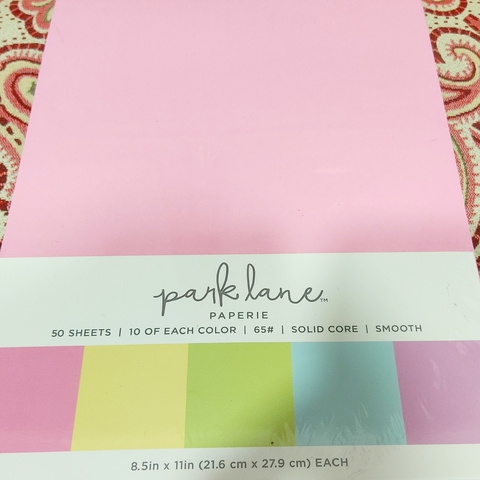 park lane™
PAPERIE
50 SHEETS | 10 OF EACH COLOR | 65# | SOLID CORE | SMOOTH
8.5in x 11in (21.6 cm x 27.9 cm) EACH